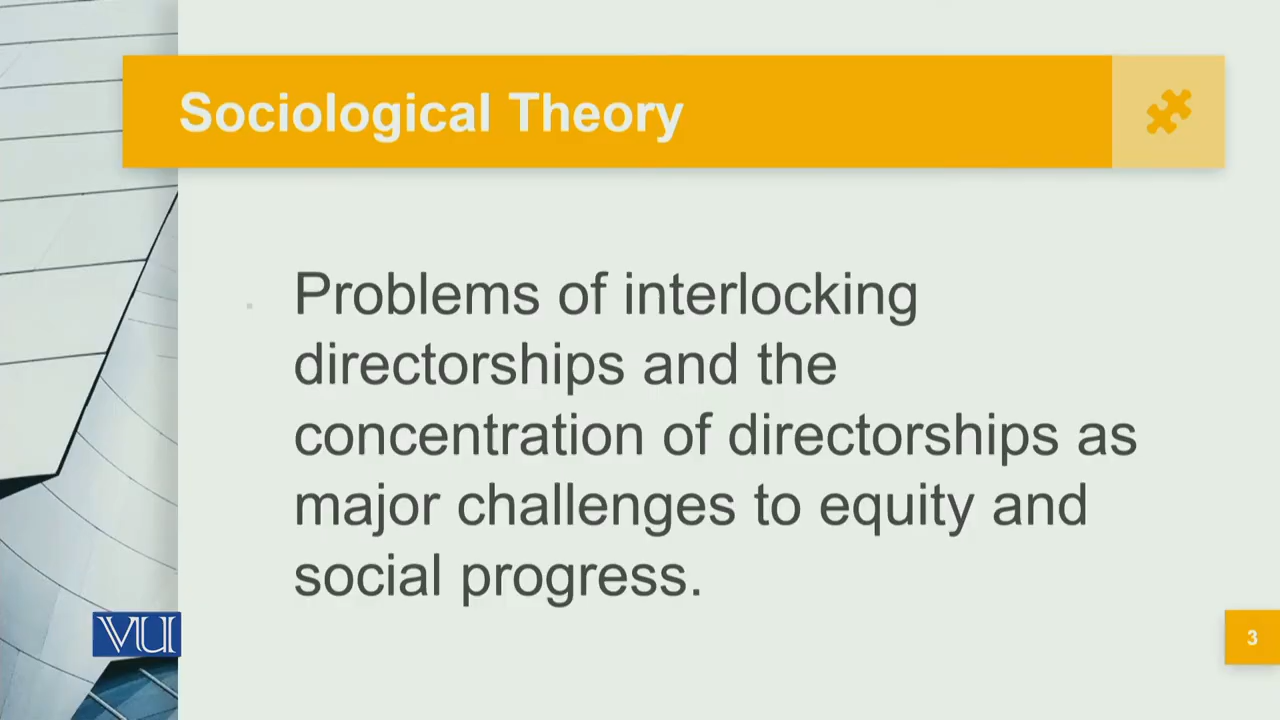 Sociological Theory
Problems of interlocking
directorships and the
concentration of directorships as
major challenges to equity and
social progress.
VU
3